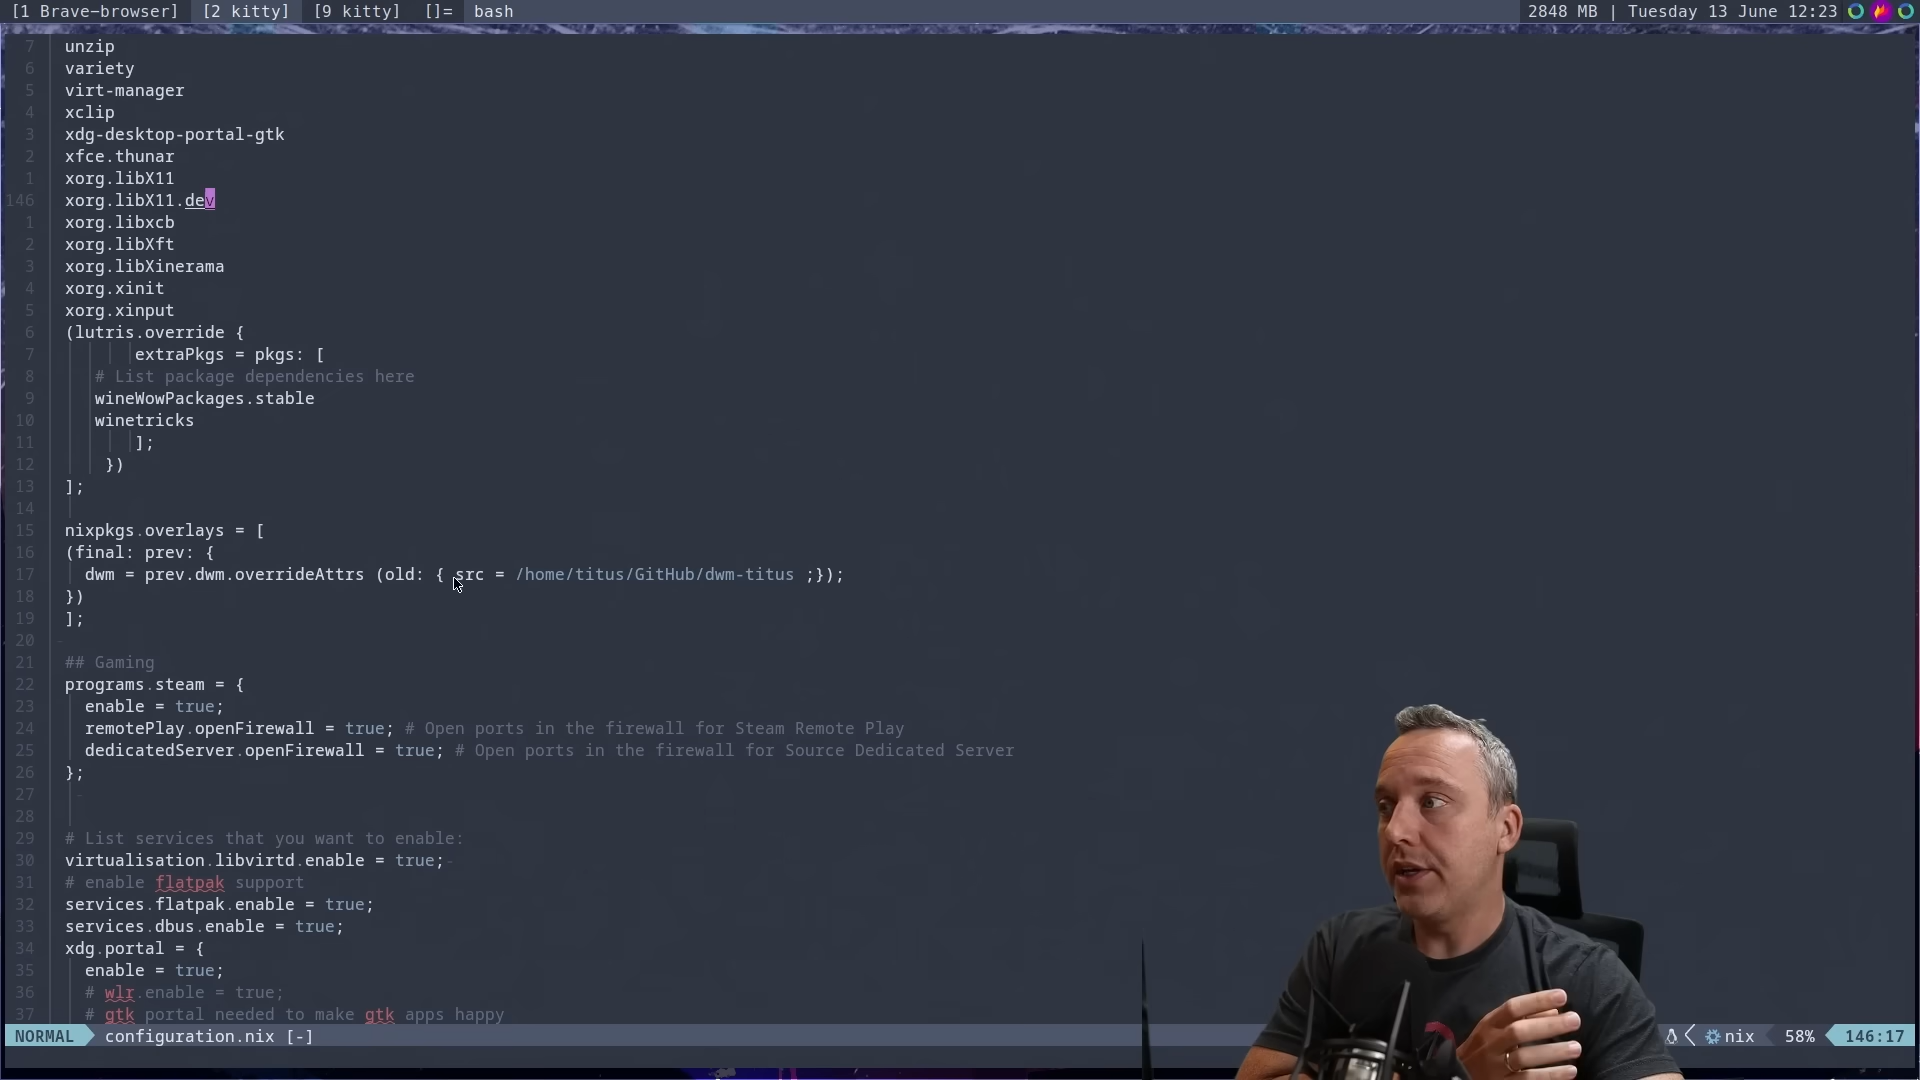 [1 Brave-browser] [2 kitty] [9 kitty] []= bash 2848 MB | Tuesday 13 June 12:23
7 unzip
6 variety
5 virt-manager
4 xclip
3 xdg-desktop-portal-gtk
2 xfce.thunar
1 xorg.libX11
146 xorg.libX11.dev
1 xorg.libxcb
2 xorg.libXft
3 xorg.libXinerama
4 xorg.xinit
5 xorg.xinput
6 (lutris.override {
7 extraPkgs = pkgs: [
8 # List package dependencies here
9 wineWowPackages.stable
10 winetricks
11 ];
12 })
13 ];
14
15 nixpkgs.overlays = [
16 (final: prev: {
17 dwm = prev.dwm.overrideAttrs (old: { src = /home/titus/GitHub/dwm-titus ;});
18 })
19 ];
20
21 ## Gaming
22 programs.steam = {
23 enable = true;
24 remotePlay.openFirewall = true; # Open ports in the firewall for Steam Remote Play
25 dedicatedServer.openFirewall = true; # Open ports in the firewall for Source Dedicated Server
26 };
27
28
29 # List services that you want to enable:
30 virtualisation.libvirtd.enable = true;
31 # enable flatpak support
32 services.flatpak.enable = true;
33 services.dbus.enable = true;
34 xdg.portal = {
35 enable = true;
36 # wlr.enable = true;
37 # gtk portal needed to make gtk apps happy
NORMAL configuration.nix [-] nix 58% 146:17